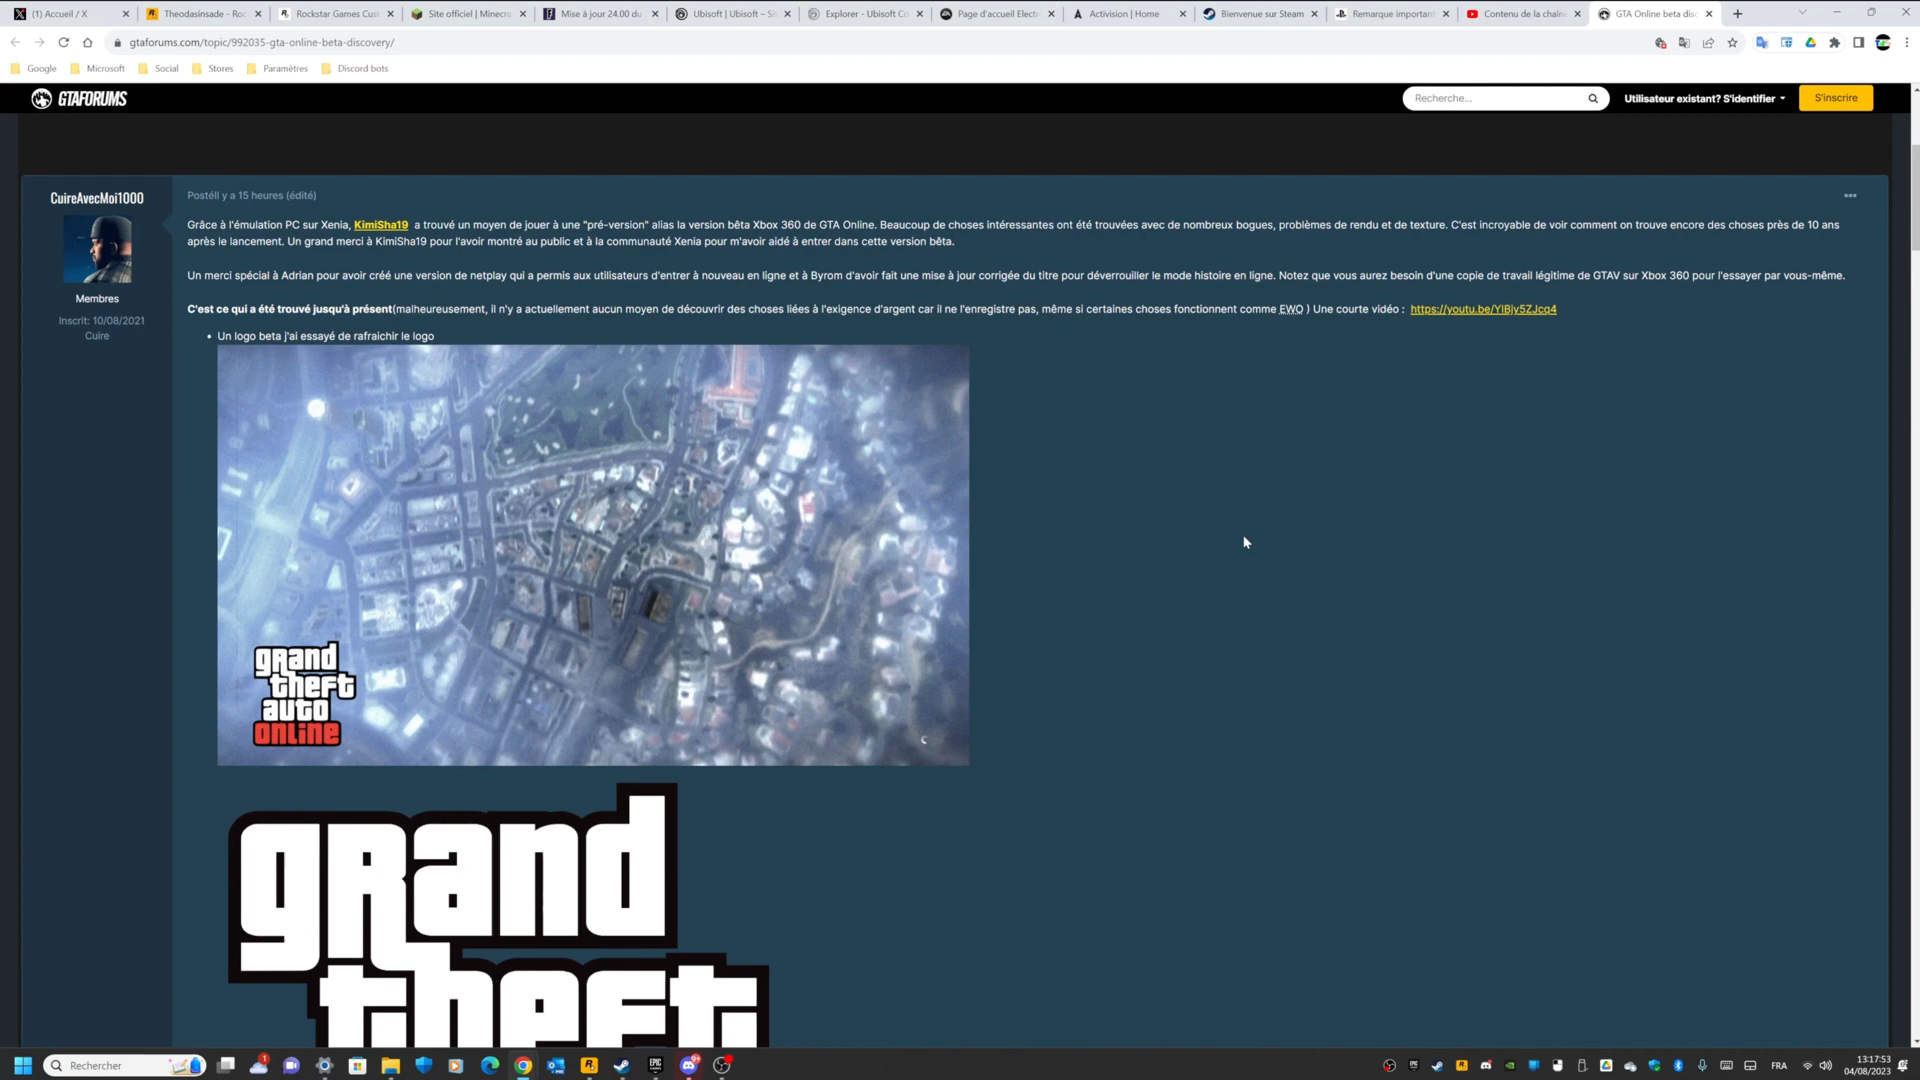 (1) Accueil / X
Theodasinsade - Roc
Rockstar Games Cust
Site officiel | Minecra
Mise à jour 24.00 du
Ubisoft | Ubisoft – Si
Explorer - Ubisoft Co
Page d'accueil Electr
Activision | Home
Bienvenue sur Steam
Remarque important
Contenu de la chaîn
GTA Online beta disc
gtaforums.com/topic/992035-gta-online-beta-discovery/
Google
Microsoft
Social
Stores
Paramètres
Discord bots
GTAFORUMS
Recherche...
Utilisateur existant? S'identifier
S'inscrire
CuireAvecMoi1000
Membres
Inscrit: 10/08/2021
Cuire
Postéll y a 15 heures (édité)
Grâce à l'émulation PC sur Xenia, KimiSha19 a trouvé un moyen de jouer à une "pré-version" alias la version bêta Xbox 360 de GTA Online. Beaucoup de choses intéressantes ont été trouvées avec de nombreux bogues, problèmes de rendu et de texture. C'est incroyable de voir comment on trouve encore des choses près de 10 ans
après le lancement. Un grand merci à KimiSha19 pour l'avoir montré au public et à la communauté Xenia pour m'avoir aidé à entrer dans cette version bêta.
Un merci spécial à Adrian pour avoir créé une version de netplay qui a permis aux utilisateurs d'entrer à nouveau en ligne et à Byrom d'avoir fait une mise à jour corrigée du titre pour déverrouiller le mode histoire en ligne. Notez que vous aurez besoin d'une copie de travail légitime de GTAV sur Xbox 360 pour l'essayer par vous-même.
C'est ce qui a été trouvé jusqu'à présent(malheureusement, il n'y a actuellement aucun moyen de découvrir des choses liées à l'exigence d'argent car il ne l'enregistre pas, même si certaines choses fonctionnent comme EWO ) Une courte vidéo : https://youtu.be/YIBjy5ZJcq4
• Un logo beta j'ai essayé de rafraichir le logo
grand
theft
auto
online
grand
theft
Rechercher
1
EPIC
9+
FRA
13:17:53
04/08/2023